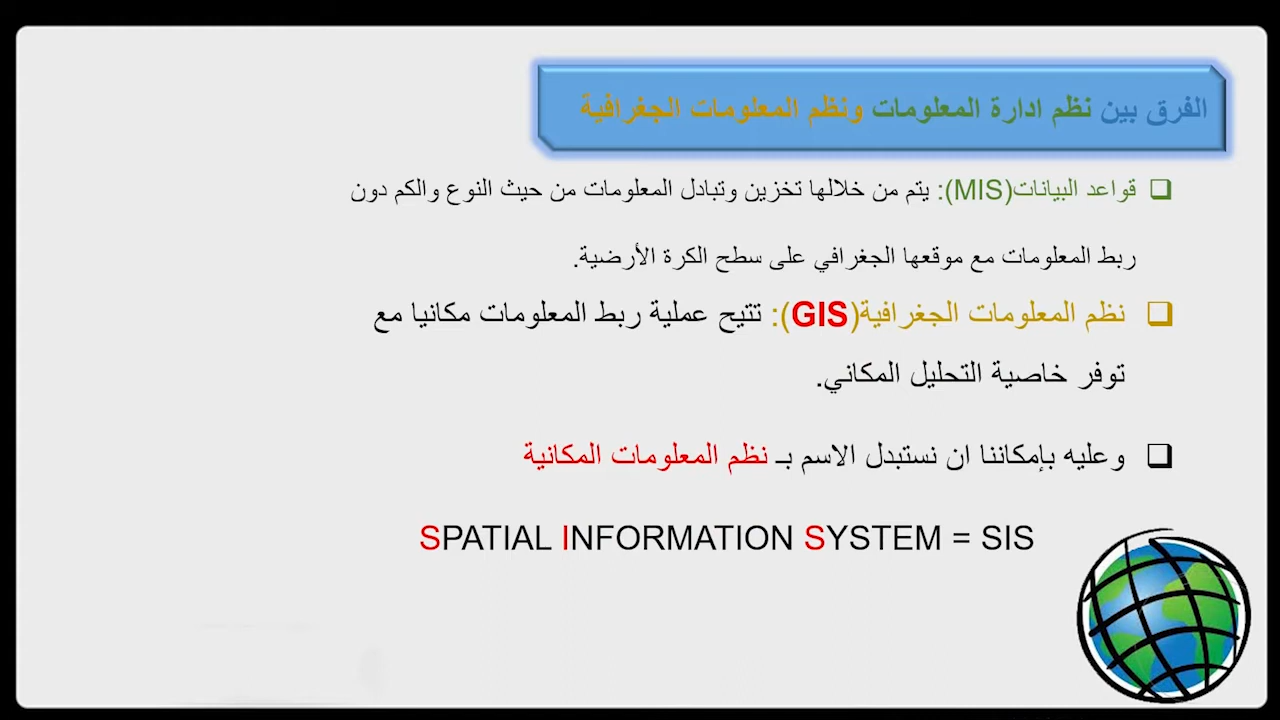 الفرق بين نظم ادارة المعلومات ونظم المعلومات الجغرافية
قواعد البيانات(MIS): يتم من خلالها تخزين وتبادل المعلومات من حيث النوع والكم دون
ربط المعلومات مع موقعها الجغرافي على سطح الكرة الأرضية.
نظم المعلومات الجغرافية(GIS): تتيح عملية ربط المعلومات مكانيا مع
توفر خاصية التحليل المكاني.
وعليه بإمكاننا ان نستبدل الاسم بـ نظم المعلومات المكانية
SPATIAL INFORMATION SYSTEM = SIS